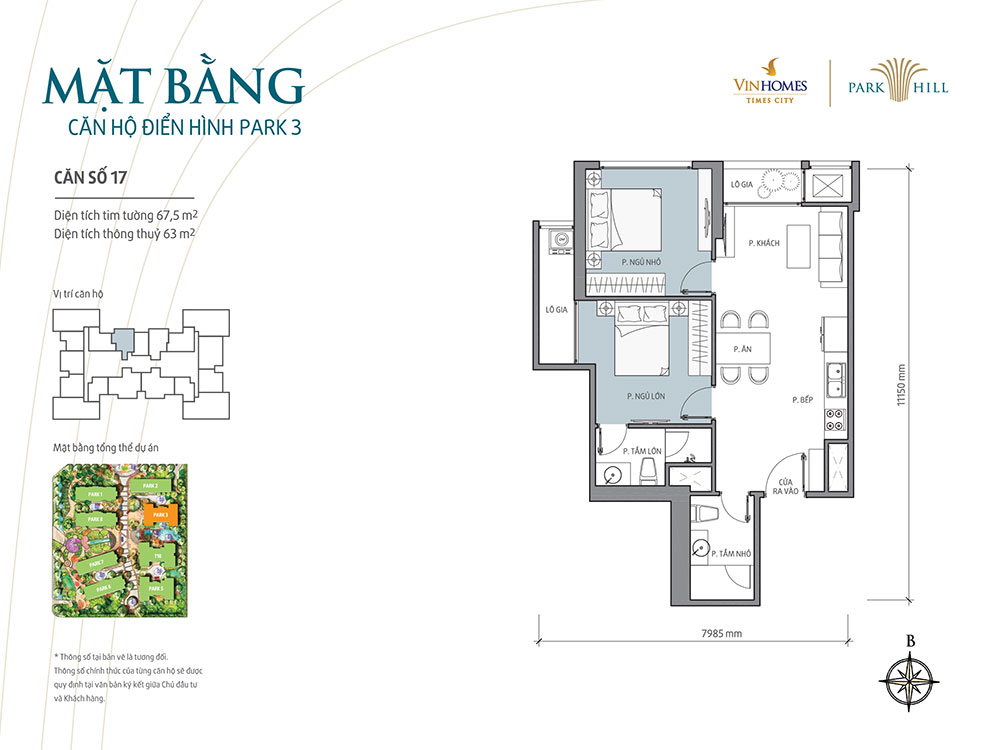 MẶT BẰNG
CĂN HỘ ĐIỂN HÌNH PARK 3
VINHOMES
TIMES CITY
PARK HILL
CĂN SỐ 17
Diện tích tim tường 67,5 m²
Diện tích thông thuỷ 63 m²
Vị trí căn hộ
Mặt bằng tổng thể dự án
PARK 1
PARK 2
PARK 3
PARK 8
T18
PARK 7
PARK 6
PARK 5
* Thông số tại bản vẽ là tương đối.
Thông số chính thức của từng căn hộ sẽ được
quy định tại văn bản ký kết giữa Chủ đầu tư
và Khách hàng.
LÔ GIA
P. KHÁCH
P. NGỦ NHỎ
LÔ GIA
P. ĂN
P. NGỦ LỚN
P. BẾP
P. TẮM LỚN
CỬA
RA VÀO
P. TẮM NHỎ
11150 mm
7985 mm
B